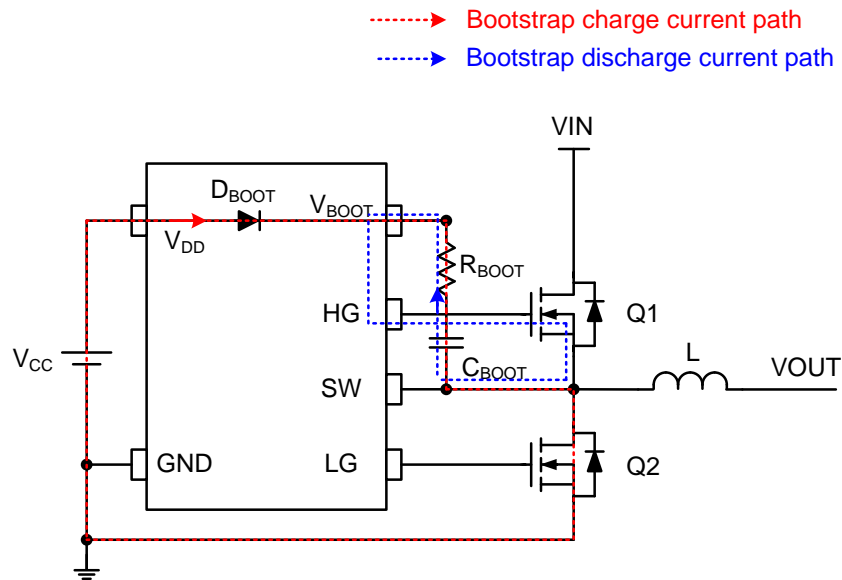 Bootstrap charge current path
Bootstrap discharge current path
VIN
DBOOT
VBOOT
VDD
RBOOT
HG
Q1
VCC
CBOOT
L
VOUT
SW
GND
LG
Q2